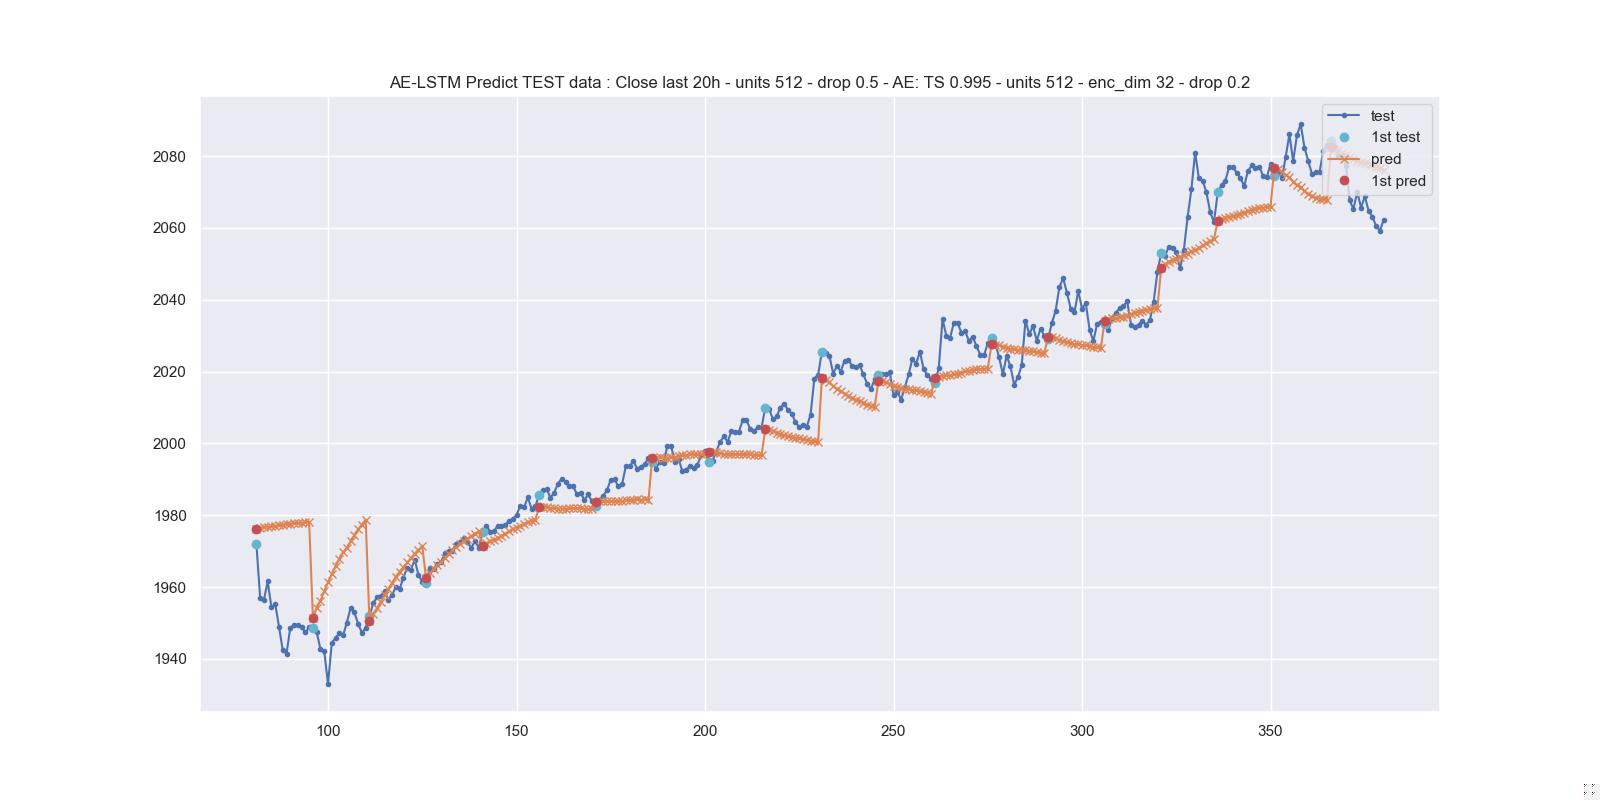 AE-LSTM Predict TEST data : Close last 20h - units 512 - drop 0.5 - AE: TS 0.995 - units 512 - enc_dim 32 - drop 0.2
test
1st test
pred
1st pred
2080
2060
2040
2020
2000
1980
1960
1940
100
150
200
250
300
350